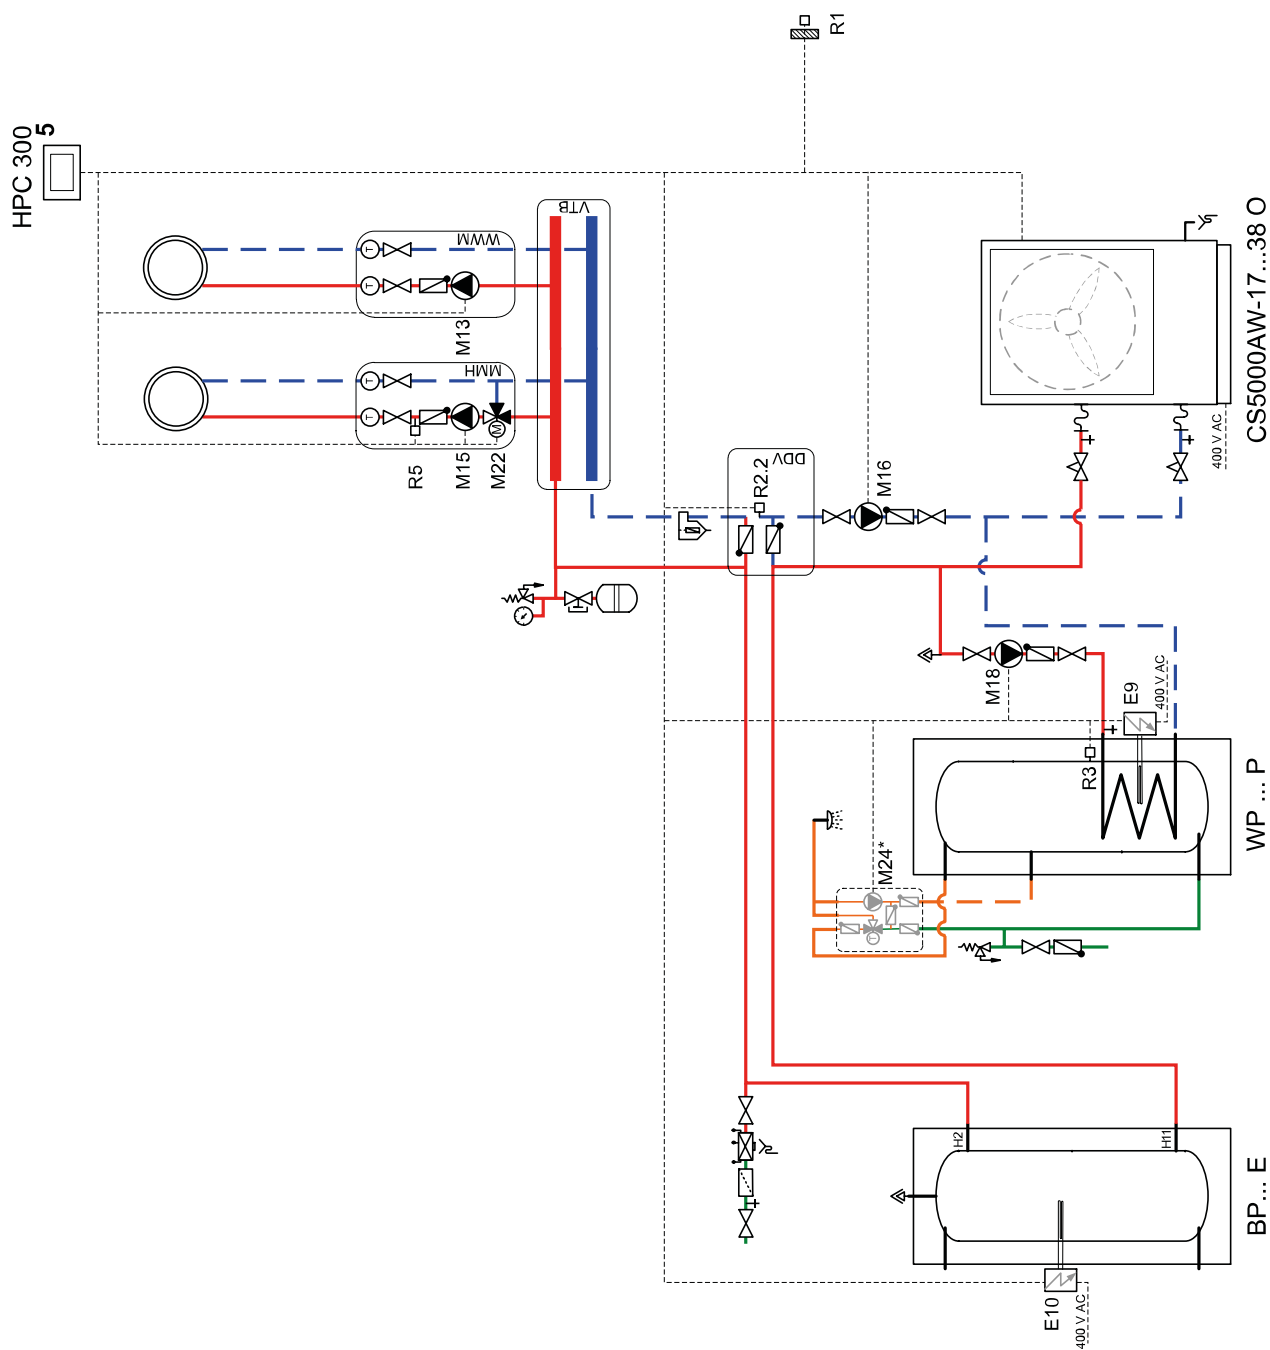 R1
HPC 300
5
VTB
WWM
M13
MMH
T
T
T
T
M
R5
M15
M22
R2.2
DDV
M16
400 V AC
CS5000AW-17...38 O
M18
E9
400 V AC
R3
WP ... P
M24*
T
H2
H11
BP... E
E10
400 V AC